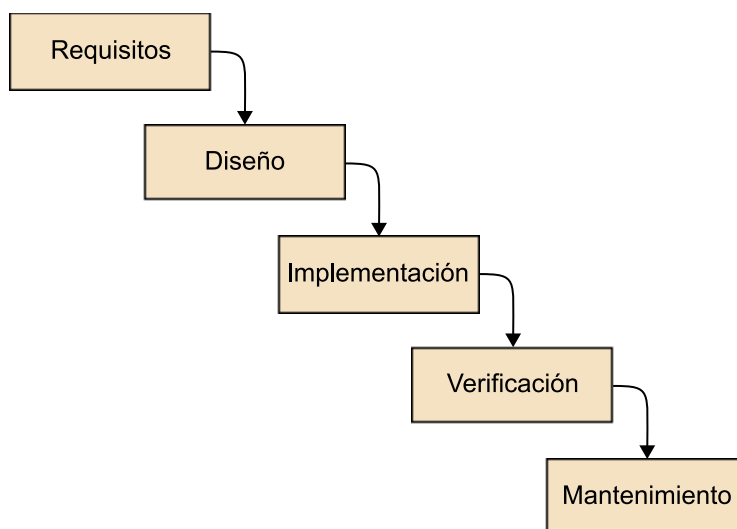 Requisitos
Diseño
Implementación
Verificación
Mantenimiento